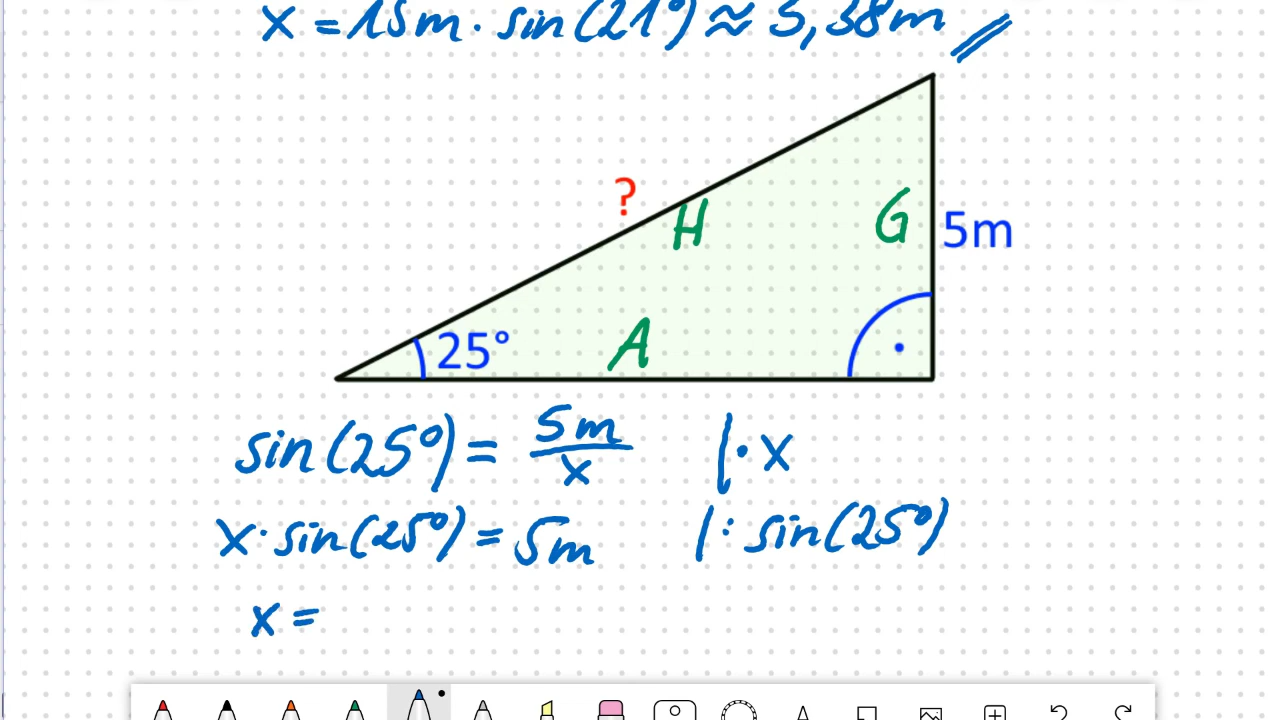 x = 15m · sin(21°) ≈ 5,38m
?
H
G
5m
25°
A
sin(25°) = 5m/x | · x
x · sin(25°) = 5m | : sin(25°)
x =